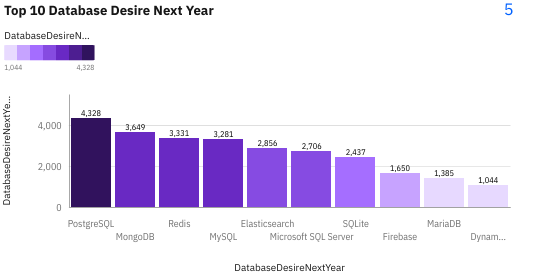 Top 10 Database Desire Next Year
5
DatabaseDesireN...
1,044 4,328
DatabaseDesireNextYe...
4,000
2,000
0
4,328
3,649
3,331
3,281
2,856
2,706
2,437
1,650
1,385
1,044
PostgreSQL Redis Elasticsearch SQLite MariaDB
MongoDB MySQL Microsoft SQL Server Firebase Dynam...
DatabaseDesireNextYear